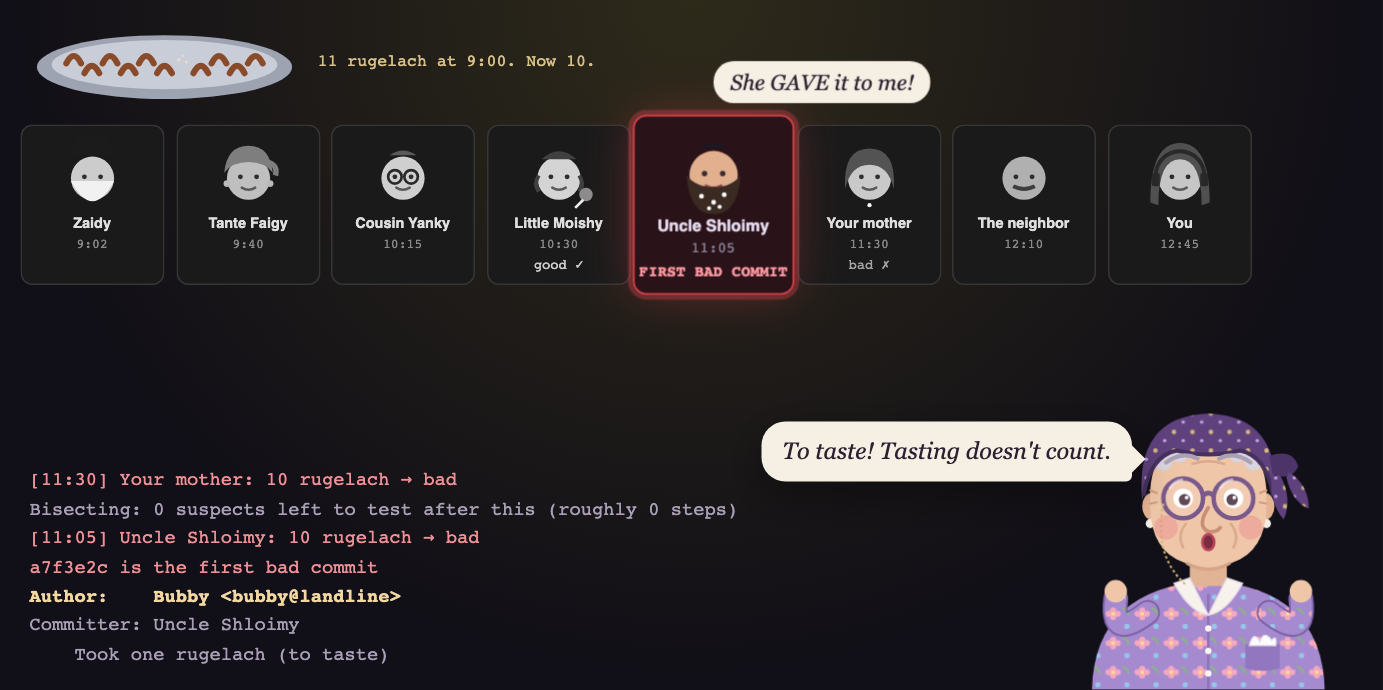 11 rugelach at 9:00. Now 10.
She GAVE it to me!
Zaidy
9:02
Tante Faigy
9:40
Cousin Yanky
10:15
Little Moishy
10:30
good ✓
Uncle Shloimy
11:05
FIRST BAD COMMIT
Your mother
11:30
bad ✗
The neighbor
12:10
You
12:45
To taste! Tasting doesn't count.
[11:30] Your mother: 10 rugelach → bad
Bisecting: 0 suspects left to test after this (roughly 0 steps)
[11:05] Uncle Shloimy: 10 rugelach → bad
a7f3e2c is the first bad commit
Author:    Bubby <bubby@landline>
Committer: Uncle Shloimy
    Took one rugelach (to taste)